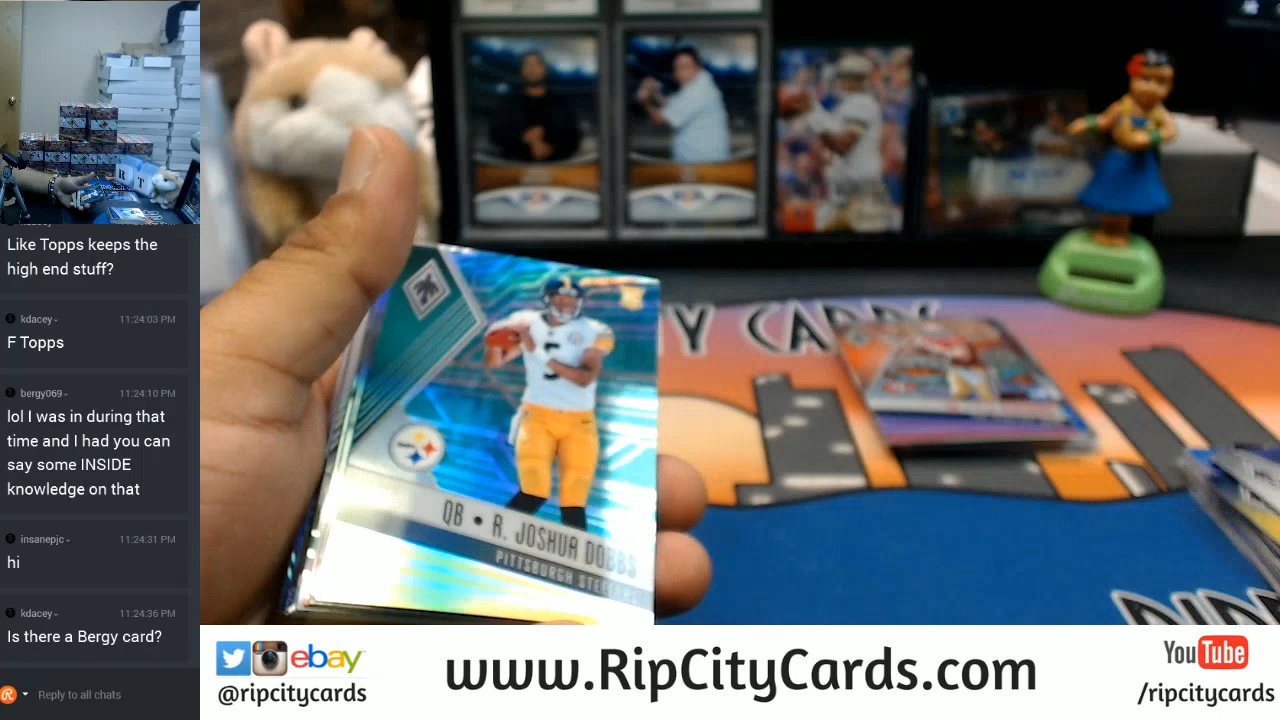 Like Topps keeps the
high end stuff?
kdacey-
11:24:03 PM
F Topps
bergy069-
11:24:10 PM
lol I was in during that
time and I had you can
say some INSIDE
knowledge on that
insanepjc-
11:24:31 PM
hi
kdacey-
11:24:36 PM
Is there a Bergy card?
Reply to all chats
Steelers
5
QB • R. JOSHUA DOBBS
PITTSBURGH
ebay
@ripcitycards
www.RipCityCards.com
YouTube
/ripcitycards